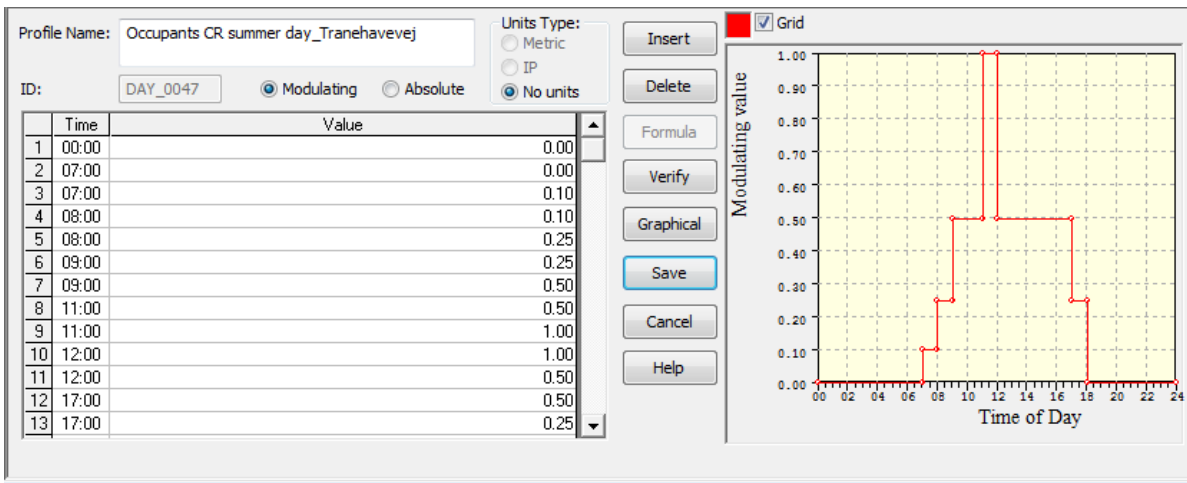 Profile Name: Occupants CR summer day_Tranehavevej
Units Type:
Metric
IP
No units
ID: DAY_0047 Modulating Absolute
Time Value
1 00:00 0.00
2 07:00 0.00
3 07:00 0.10
4 08:00 0.10
5 08:00 0.25
6 09:00 0.25
7 09:00 0.50
8 11:00 0.50
9 11:00 1.00
10 12:00 1.00
11 12:00 0.50
12 17:00 0.50
13 17:00 0.25
Insert
Delete
Formula
Verify
Graphical
Save
Cancel
Help
Grid
Modulating value
1.00
0.90
0.80
0.70
0.60
0.50
0.40
0.30
0.20
0.10
0.00
00 02 04 06 08 10 12 14 16 18 20 22 24
Time of Day